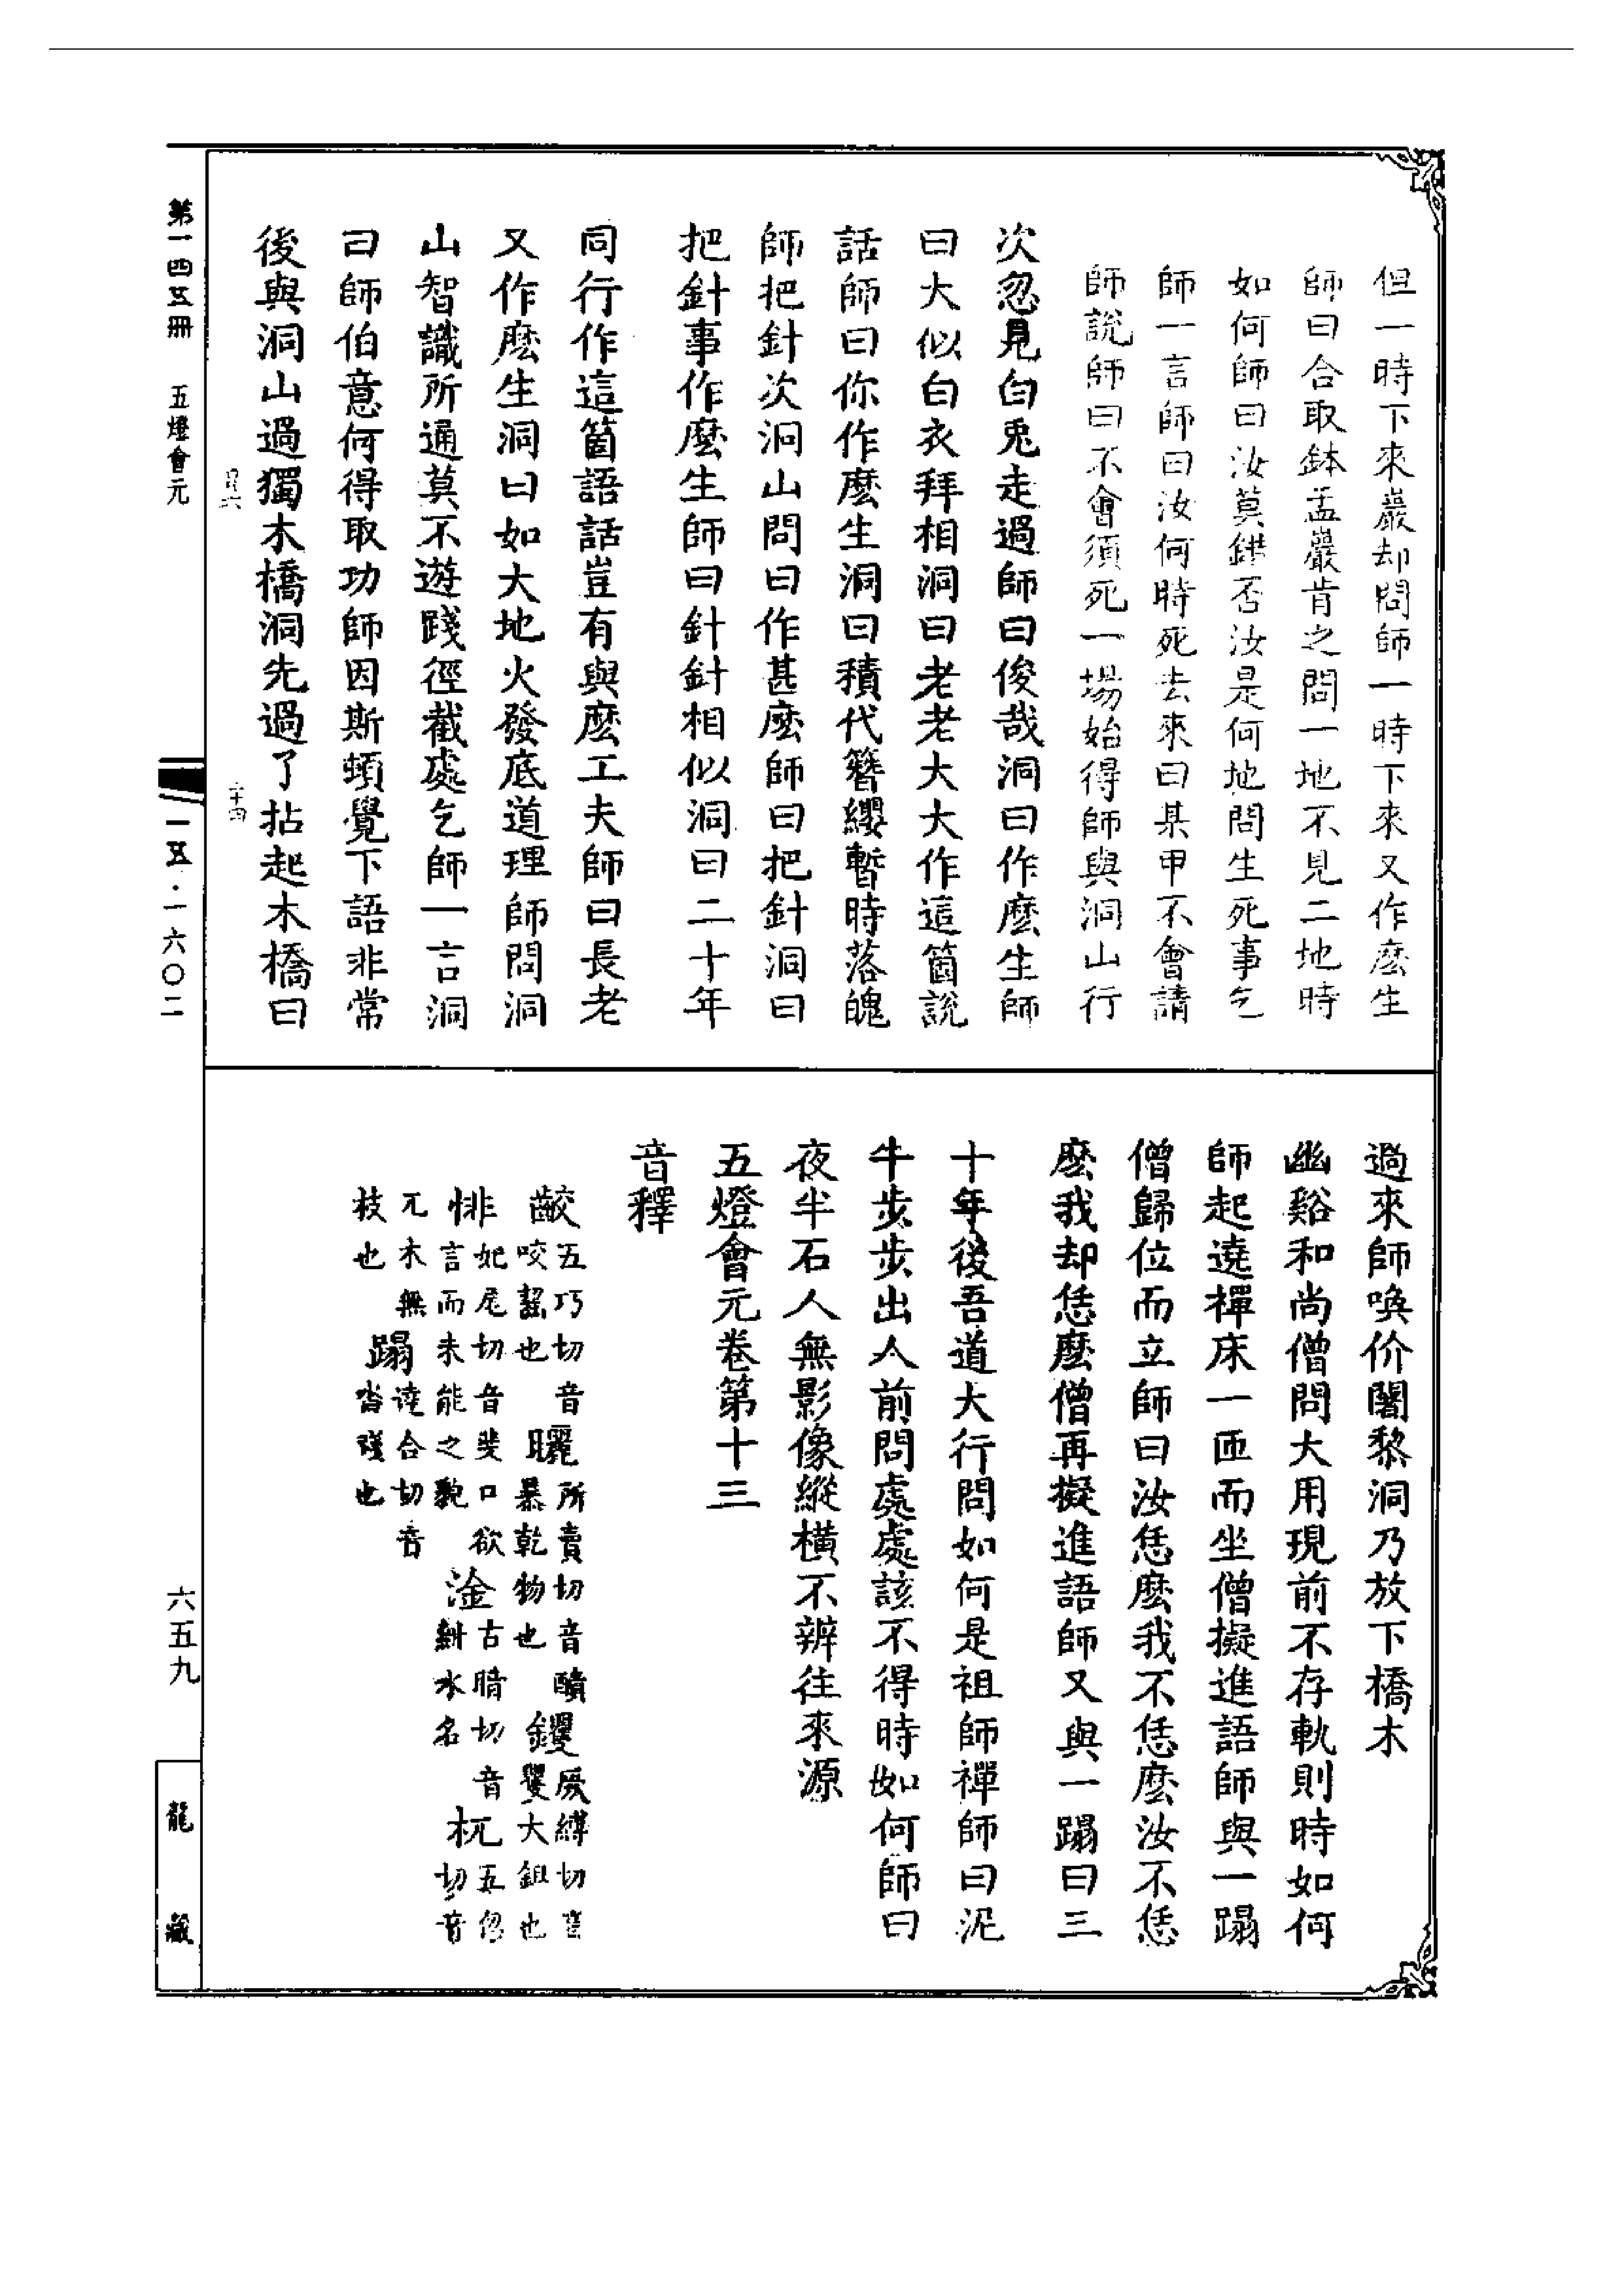 但一時下來巖却問師一時下來又作麽生
師曰合取鉢盂巖肯之問一地不見二地時
如何師曰汝莫錯否汝是何地問生死事乞
師一言師曰汝何時死去來曰某甲不會請
師說師曰不會須死一場始得師與洞山行
次忽見白兎走過師曰俊哉洞曰作麽生師
曰大似白衣拜相洞曰老老大大作這箇說
話師曰你作麽生洞曰積代簪纓暫時落魄
師把針次洞山問曰作甚麽師曰把針洞曰
把針事作麽生師曰針針相似洞曰二十年
同行作這箇語話豈有與麽工夫師曰長老
又作麽生洞曰如大地火發底道理師問洞
山智識所通莫不遊踐徑截處乞師一言洞
曰師伯意何得取功師因斯頓覺下語非常
後與洞山過獨木橋洞先過了拈起木橋曰
第一四五冊 五燈會元
一五·一六〇二
過來師喚价闍黎洞乃放下橋木
幽谿和尚僧問大用現前不存軌則時如何
師起遶禪床一匝而坐僧擬進語師與一蹋
僧歸位而立師曰汝恁麽我不恁麽汝不恁
麽我却恁麽僧再擬進語師又與一蹋曰三
十年後吾道大行問如何是祖師禪師曰泥
牛步步出人前問處處該不得時如何師曰
夜半石人無影像縱橫不辨往來源
五燈會元卷第十三
音釋
齩五巧切音咬齧也 曬所賣切音𩌳暴乾物也 钁厥縛切音矍大鉏也
悱妃尾切音斐口欲言而未能之貌 淦古暗切音紺水名 杌五忽切音兀木無枝也 蹋達合切音沓踐也
六五九
龍藏